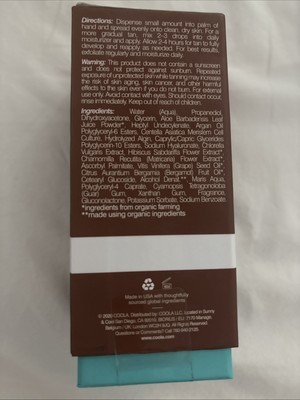 Directions: Dispense small amount into palm of
hand and spread evenly onto clean, dry skin. For a
more gradual tan, mix 2-3 drops into daily
moisturizer and apply. Allow 2-4 hours for tan to fully
develop and reapply as needed. For best results,
exfoliate regularly and moisturize daily.
Warning: This product does not contain a sunscreen
and does not protect against sunburn. Repeated
exposure of unprotected skin while tanning may increase
the risk of skin aging, skin cancer, and other harmful
effects to the skin even if you do not burn. For external
use only. Avoid contact with eyes. Should contact occur
rinse immediately. Keep out of reach of children.
Ingredients: Water (Aqua), Propanediol,
Dihydroxyacetone, Glycerin, Aloe Barbadensis Leaf
Juice Powder*, Heptyl Undecylenate, Argan Oil
Polyglyceryl-6 Esters, Centella Asiatica Meristem Cell
Culture, Hydrolyzed Algin, Caprylic/Capric Glycerides
Polyglyceryl-10 Esters, Sodium Hyaluronate, Chlorella
Vulgaris Extract, Hibiscus Sabdariffa Flower Extract*,
Chamomilla Recutita (Matricaria) Flower Extract*,
Ascorbyl Palmitate, Vitis Vinifera (Grape) Seed Oil*,
Citrus Aurantium Bergamia (Bergamot) Fruit Oil*,
Cetearyl Glucoside, Alcohol Denat.**, Maris Aqua,
Polyglyceryl-4 Caprate, Cyamopsis Tetragonoloba
(Guar) Gum, Xanthan Gum, Fragrance,
Gluconolactone, Potassium Sorbate, Sodium Benzoate.
*ingredients from organic farming
**made using organic ingredients
Made in USA with thoughtfully
sourced global ingredients
COOLA. Distributed by: COOLA LLC. Located in Sunny
& Cool San Diego, CA
Questions or Comments? Call
www.coola.com